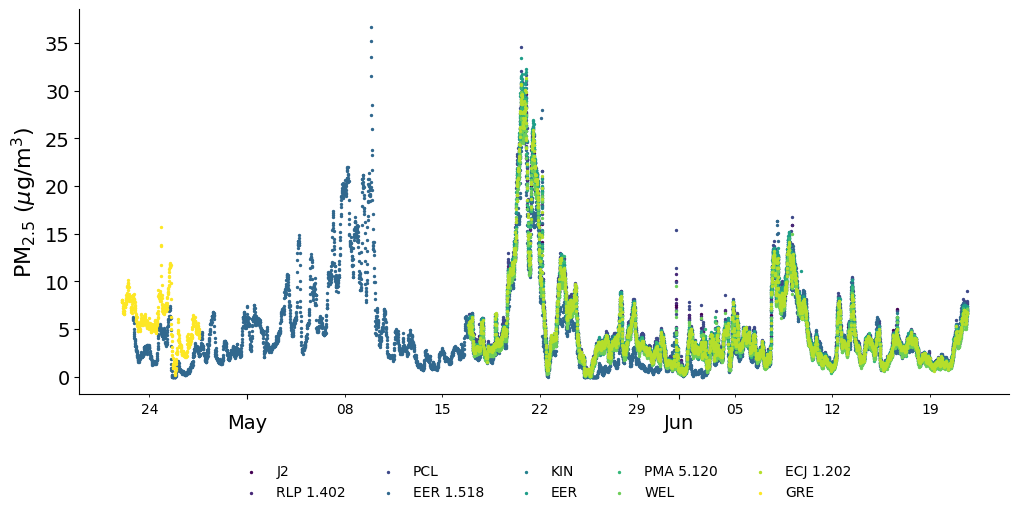 PM2.5 (μg/m3)
35
30
25
20
15
10
5
0
24 08 15 22 29 05 12 19
May Jun
J2 PCL KIN PMA 5.120 ECJ 1.202
RLP 1.402 EER 1.518 EER WEL GRE